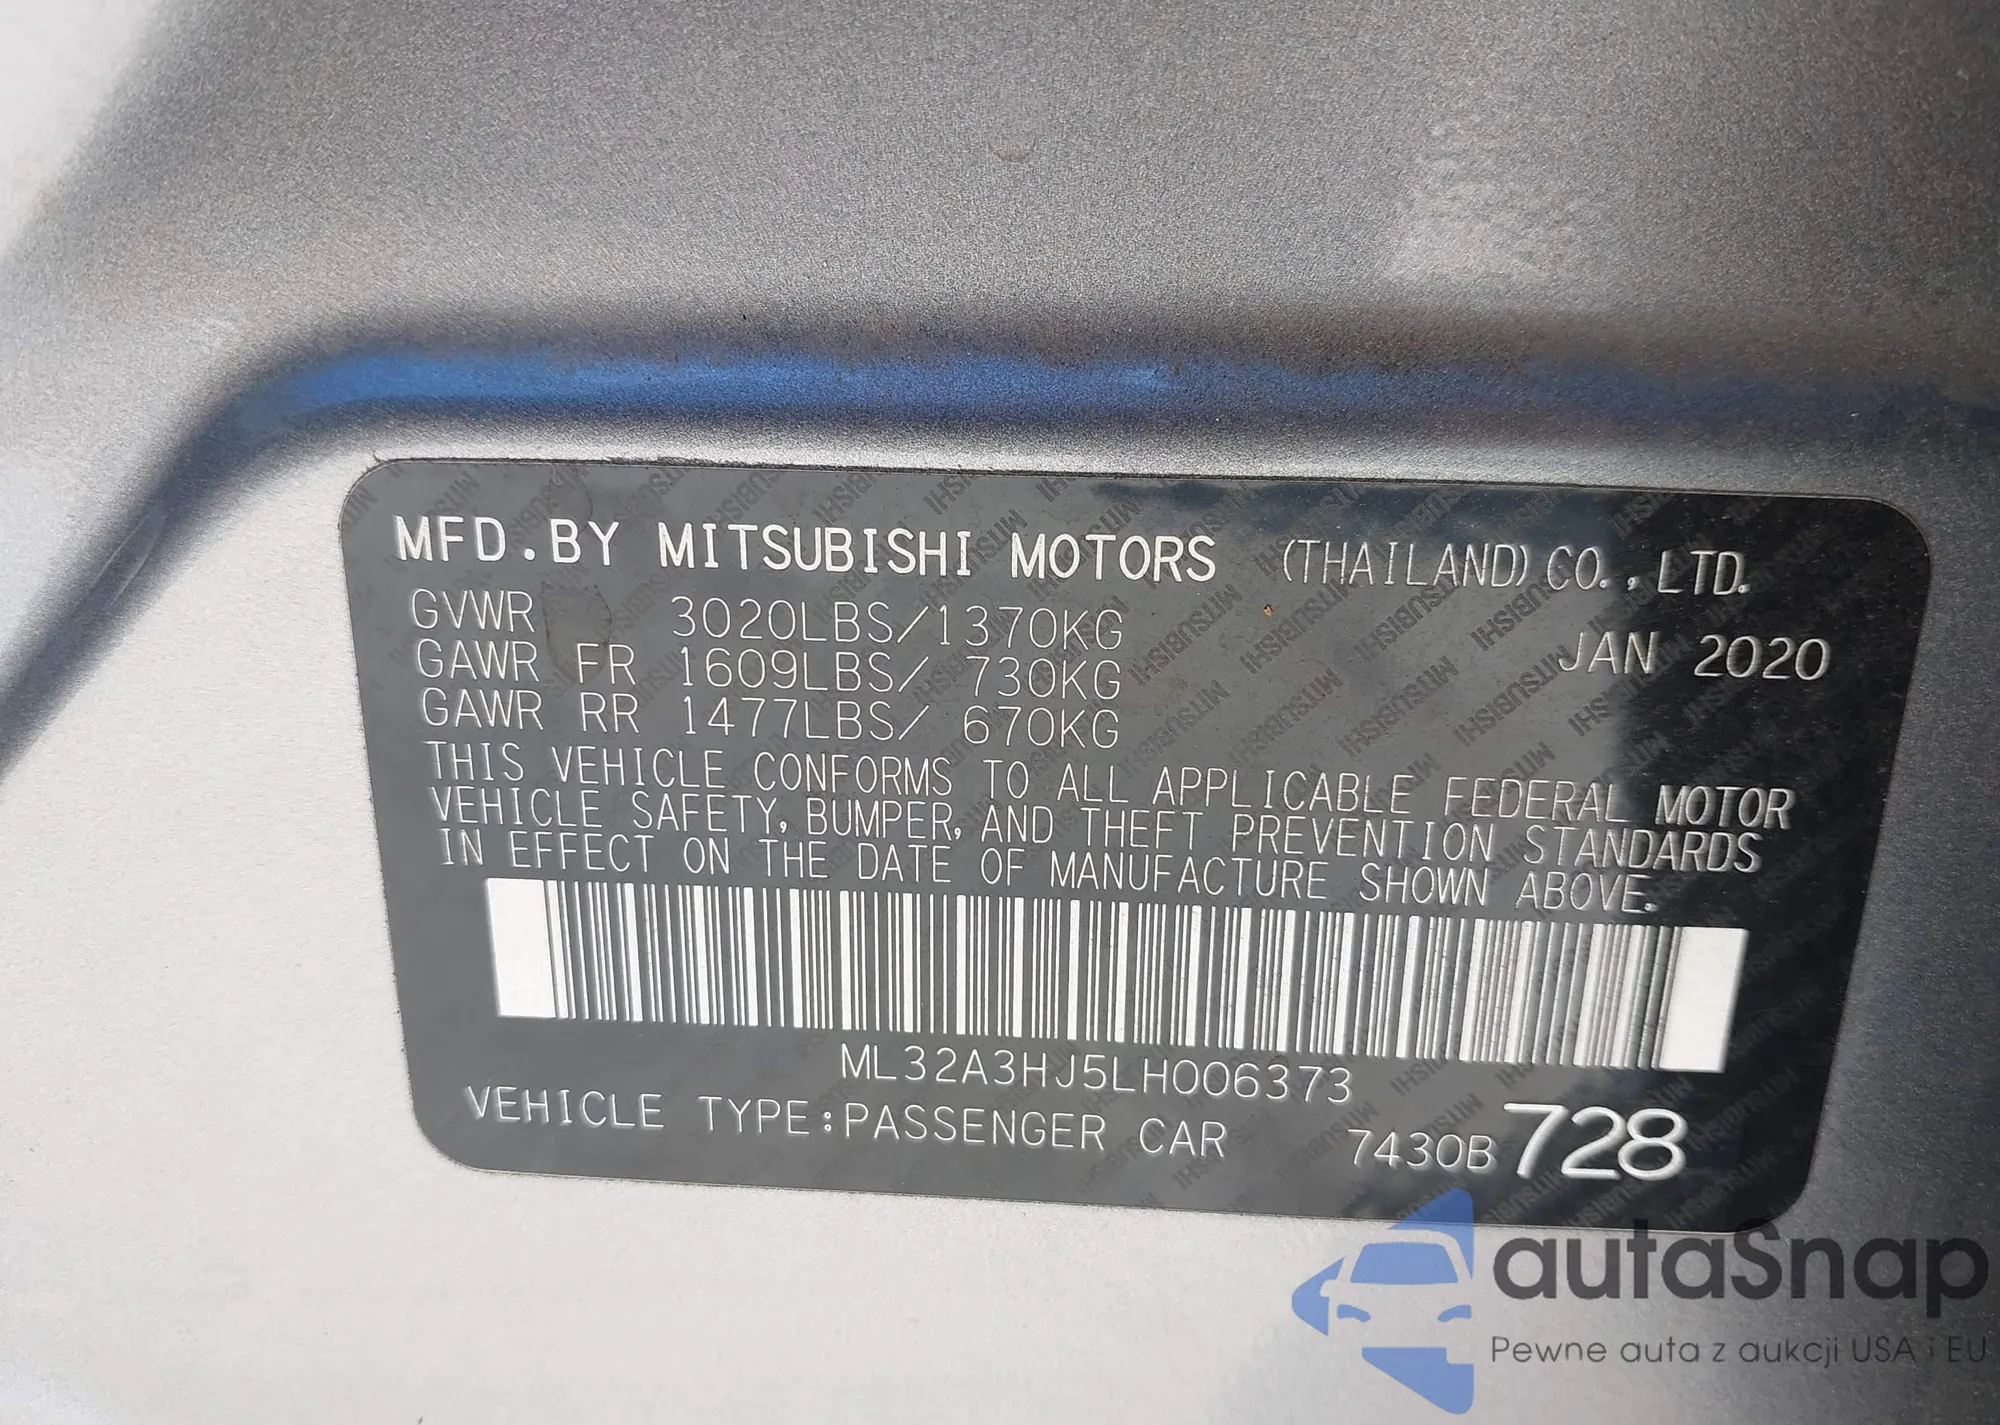 MFD.BY MITSUBISHI MOTORS (THAILAND) CO., LTD.
GVWR 3020LBS/1370KG JAN 2020
GAWR FR 1609LBS/ 730KG
GAWR RR 1477LBS/ 670KG
THIS VEHICLE CONFORMS TO ALL APPLICABLE FEDERAL MOTOR
VEHICLE SAFETY, BUMPER, AND THEFT PREVENTION STANDARDS
IN EFFECT ON THE DATE OF MANUFACTURE SHOWN ABOVE.
ML32A3HJ5LH006373
VEHICLE TYPE:PASSENGER CAR 7430B 728
autaSnap
Pewne auta z aukcji USA i EU